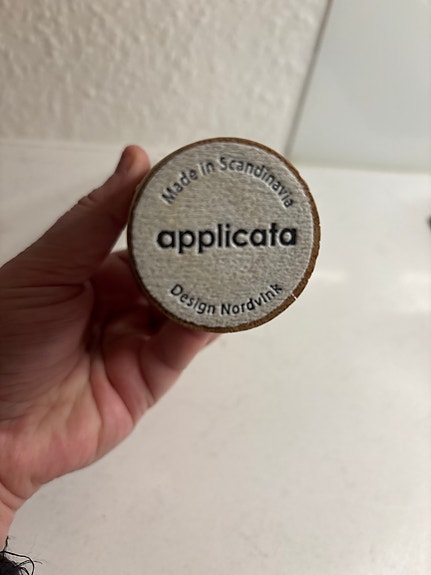 Made in Scandinavia
applicata
Design Nordvink